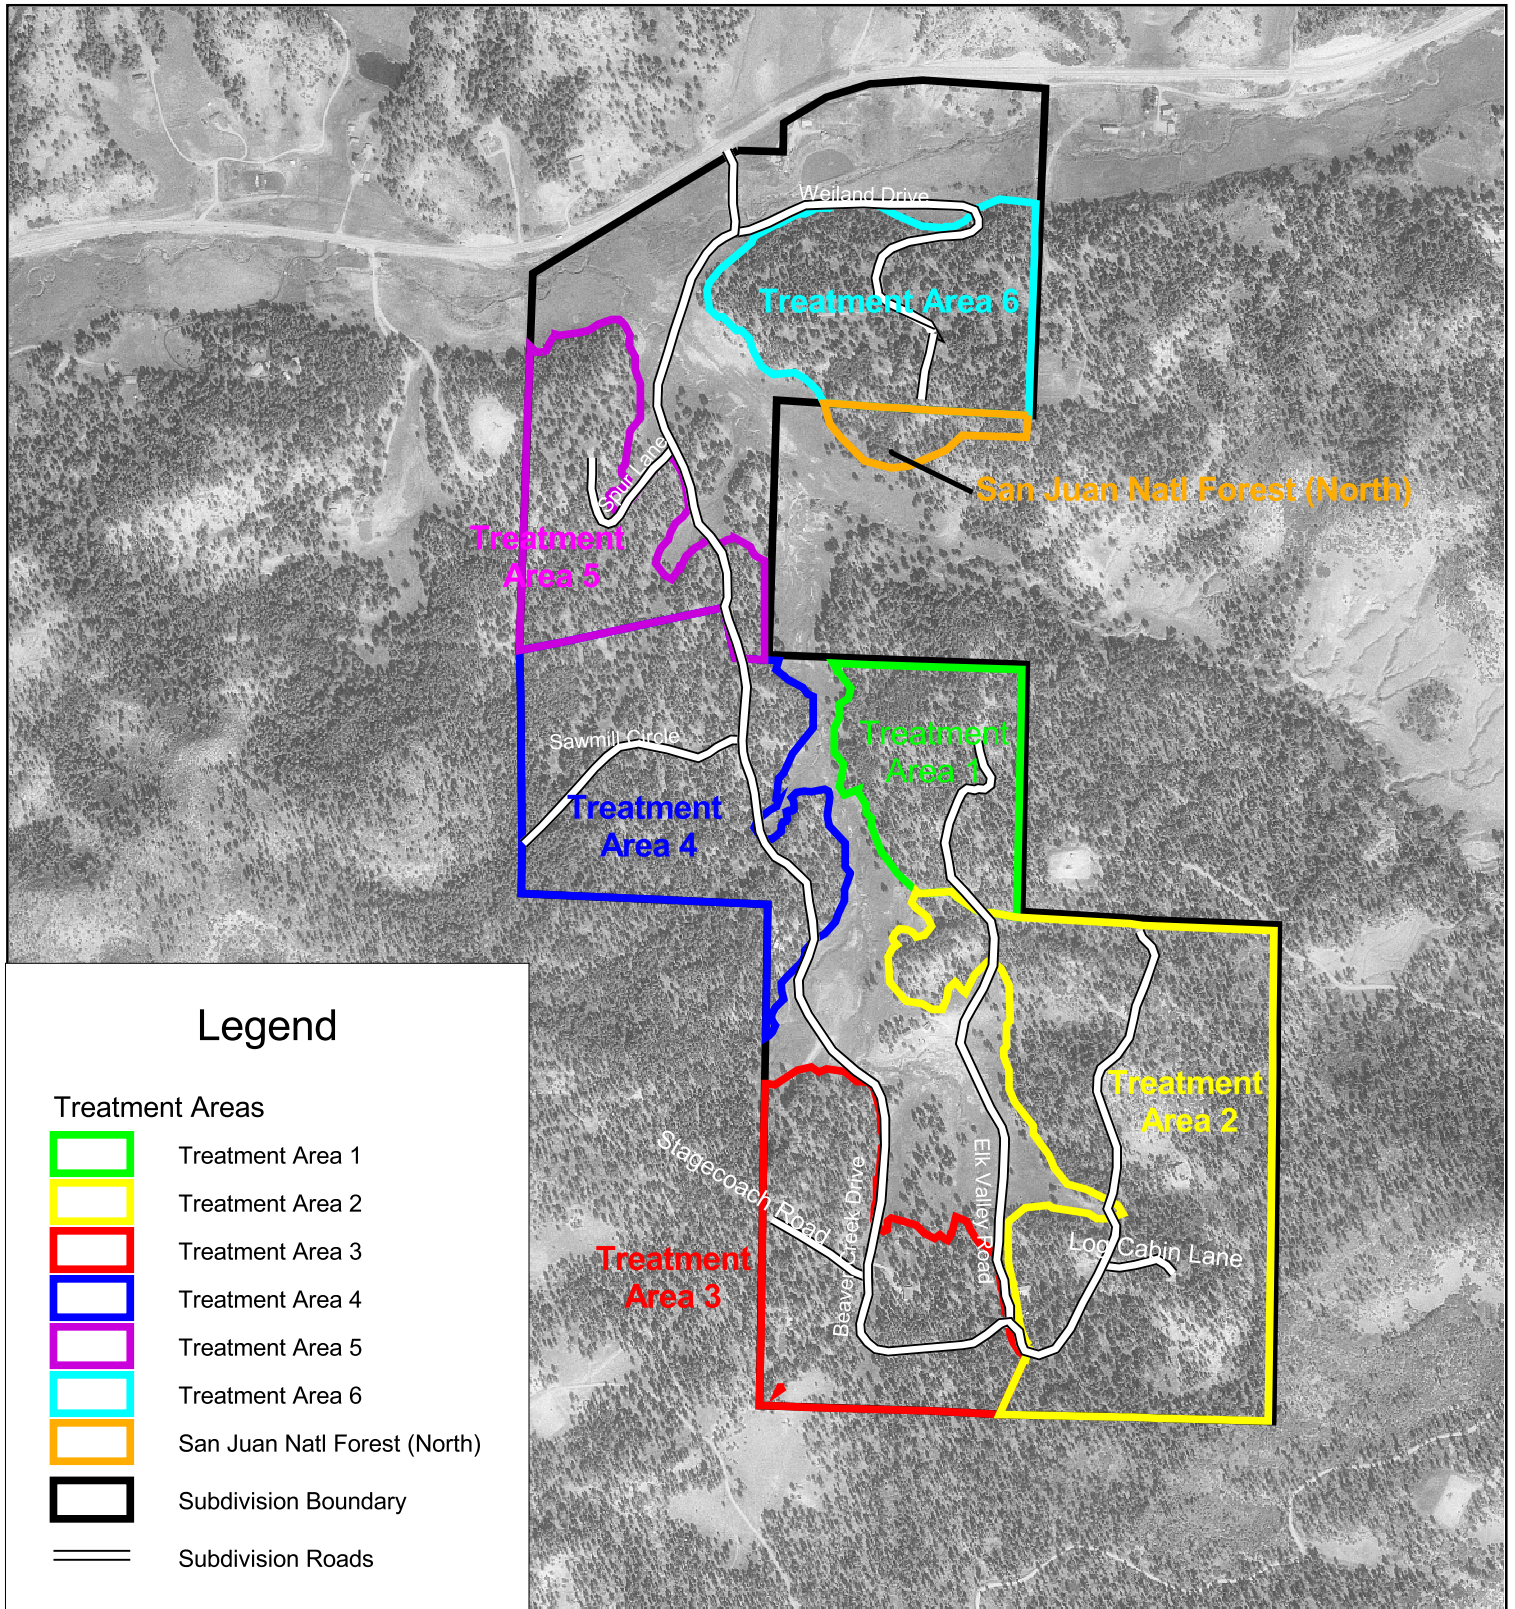 Weiland Drive
Treatment Area 6
Spur Lane
San Juan Natl Forest (North)
Treatment
Area 5
Treatment
Area 1
Sawmill Circle
Treatment
Area 4
Treatment
Area 2
Stagecoach Road
Beaver Creek Drive
Elk Valley Road
Log Cabin Lane
Treatment
Area 3
Legend
Treatment Areas
Treatment Area 1
Treatment Area 2
Treatment Area 3
Treatment Area 4
Treatment Area 5
Treatment Area 6
San Juan Natl Forest (North)
Subdivision Boundary
Subdivision Roads